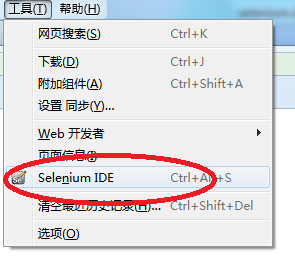 工具(T) 帮助(H)
网页搜索(S) Ctrl+K
下载(D) Ctrl+J
附加组件(A) Ctrl+Shift+A
设置 同步(Y)...
Web 开发者
页面信息(I)
Selenium IDE Ctrl+Alt+S
清空最近历史记录(H)... Ctrl+Shift+Del
选项(O)